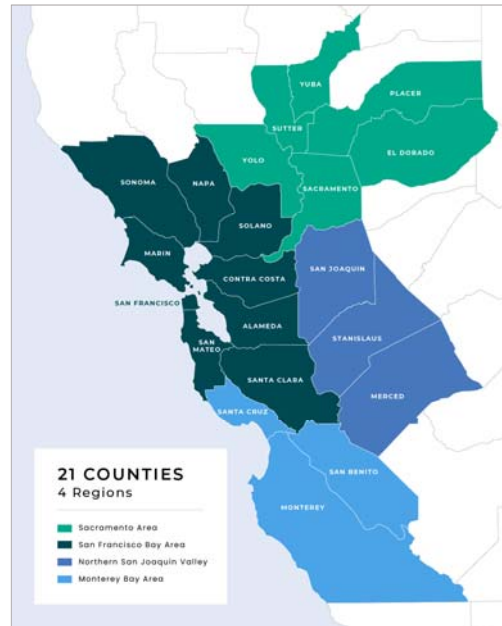 YUBA
PLACER
SUTTER
EL DORADO
YOLO
SACRAMENTO
NAPA
SONOMA
SOLANO
MARIN
SAN JOAQUIN
CONTRA COSTA
SAN FRANCISCO
ALAMEDA
STANISLAUS
SAN
MATEO
SANTA CLARA
MERCED
SANTA CRUZ
SAN BENITO
MONTEREY
21 COUNTIES
4 Regions
Sacramento Area
San Francisco Bay Area
Northern San Joaquin Valley
Monterey Bay Area